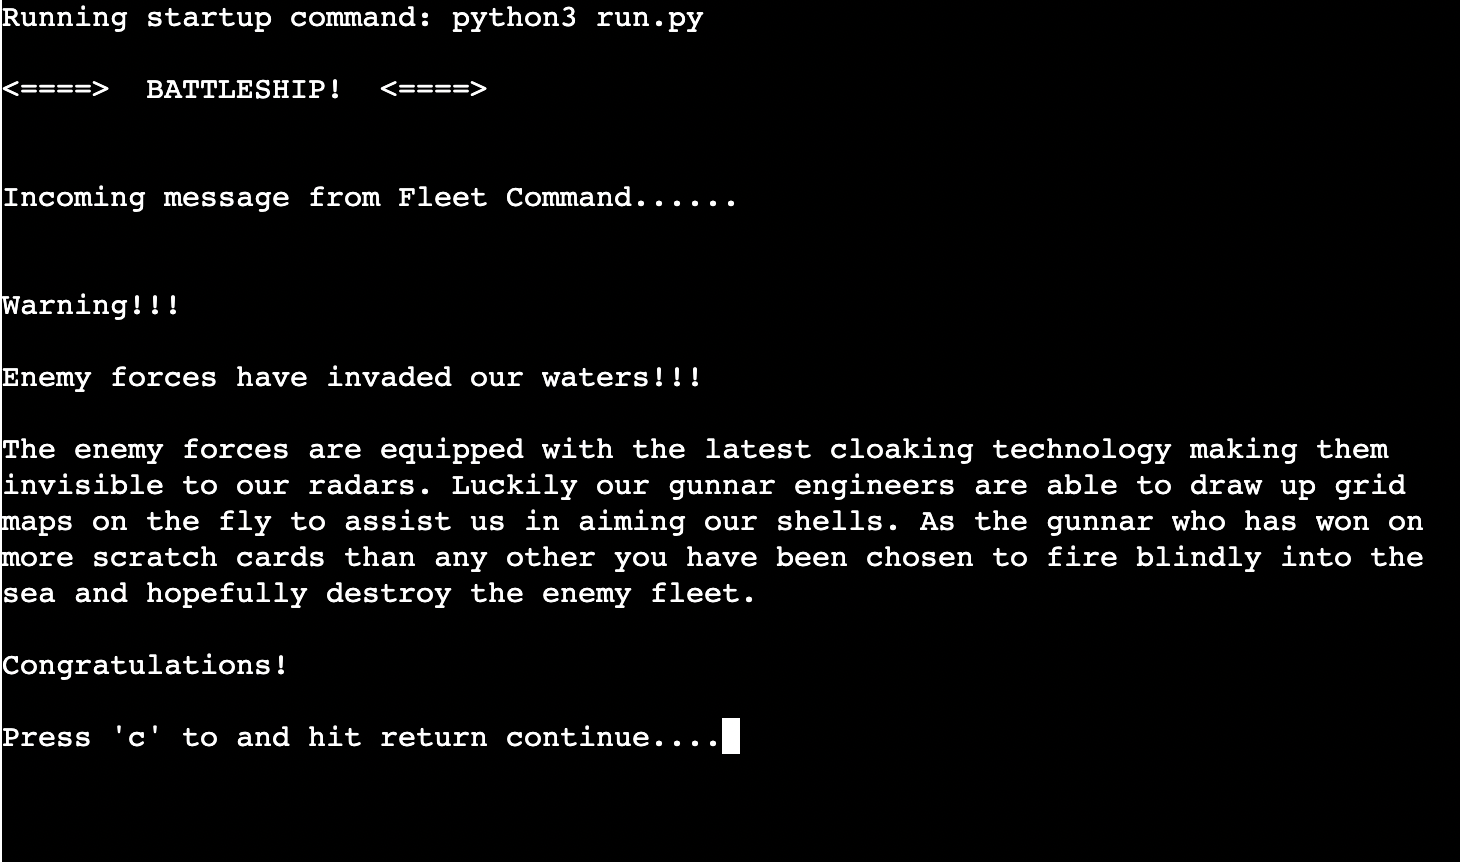 Running startup command: python3 run.py
<====>  BATTLESHIP!  <====>
Incoming message from Fleet Command......
Warning!!!
Enemy forces have invaded our waters!!!
The enemy forces are equipped with the latest cloaking technology making them
invisible to our radars. Luckily our gunnar engineers are able to draw up grid
maps on the fly to assist us in aiming our shells. As the gunnar who has won on
more scratch cards than any other you have been chosen to fire blindly into the
sea and hopefully destroy the enemy fleet.
Congratulations!
Press 'c' to and hit return continue....